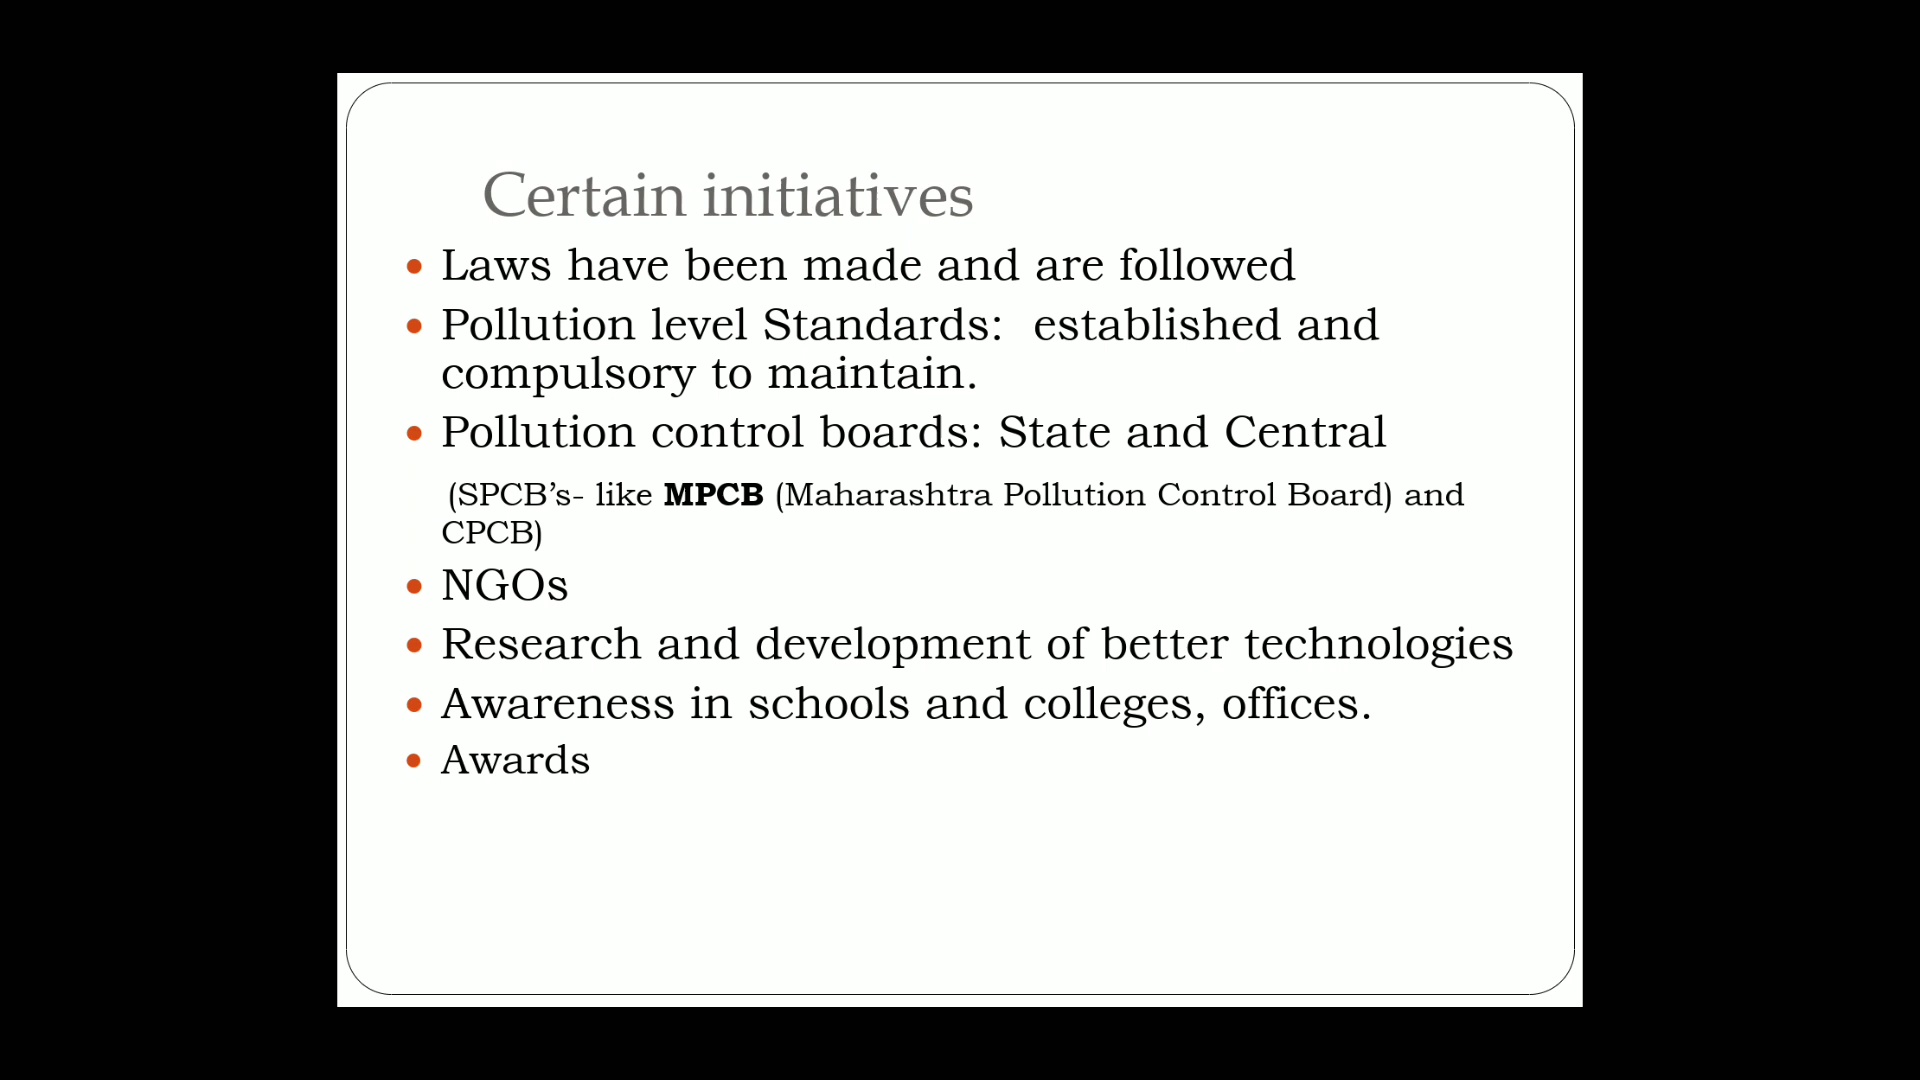 Certain initiatives
• Laws have been made and are followed
• Pollution level Standards:  established and
compulsory to maintain.
• Pollution control boards: State and Central
(SPCB’s- like MPCB (Maharashtra Pollution Control Board) and
CPCB)
• NGOs
• Research and development of better technologies
• Awareness in schools and colleges, offices.
• Awards